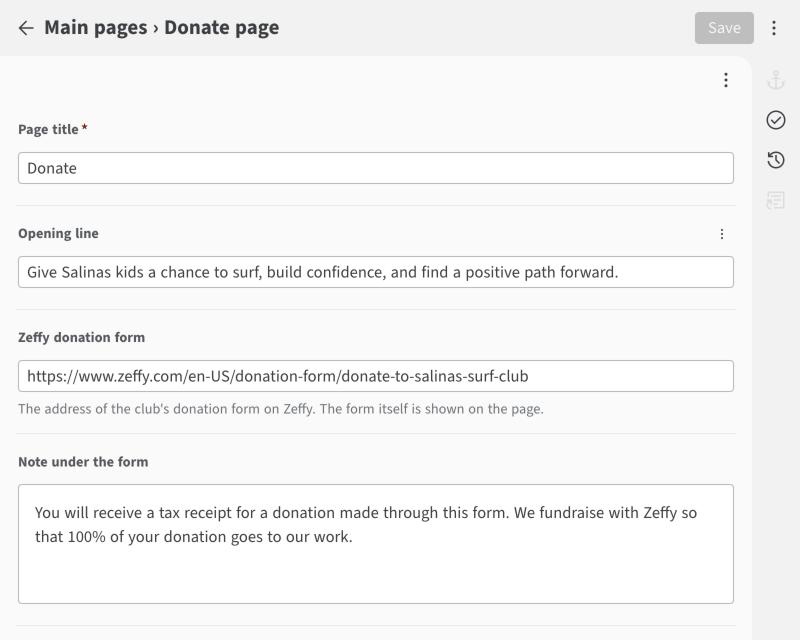 Main pages › Donate page
Save
Page title *
Donate
Opening line
Give Salinas kids a chance to surf, build confidence, and find a positive path forward.
Zeffy donation form
https://www.zeffy.com/en-US/donation-form/donate-to-salinas-surf-club
The address of the club's donation form on Zeffy. The form itself is shown on the page.
Note under the form
You will receive a tax receipt for a donation made through this form. We fundraise with Zeffy so
that 100% of your donation goes to our work.